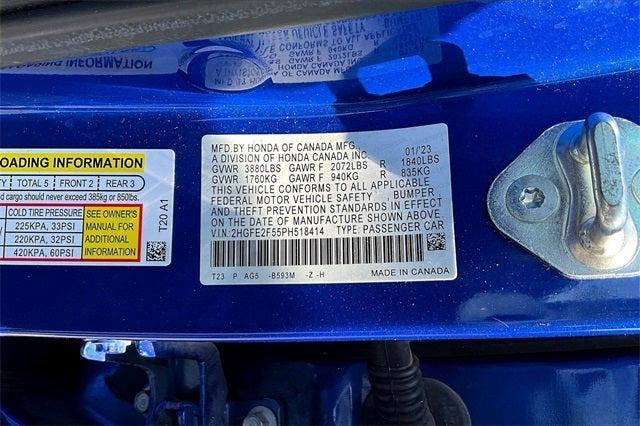 LOADING INFORMATION
TY TOTAL 5 FRONT 2 REAR 3
d cargo should never exceed 385kg or 850lbs.
COLD TIRE PRESSURE
225KPA, 33PSI
220KPA, 32PSI
420KPA, 60PSI
SEE OWNER'S
MANUAL FOR
ADDITIONAL
INFORMATION
T20 A1
MFD.BY HONDA OF CANADA MFG., 01/23
A DIVISION OF HONDA CANADA INC.
GVWR 3880LBS GAWR F 2072LBS R 1840LBS
GVWR 1760KG GAWR F 940KG R 835KG
THIS VEHICLE CONFORMS TO ALL APPLICABLE
FEDERAL MOTOR VEHICLE SAFETY BUMPER
AND THEFT PREVENTION STANDARDS IN EFFECT
ON THE DATE OF MANUFACTURE SHOWN ABOVE.
V.I.N:2HGFE2F55PH518414 TYPE: PASSENGER CAR
T23 P AG5 -B593M -Z -H MADE IN CANADA